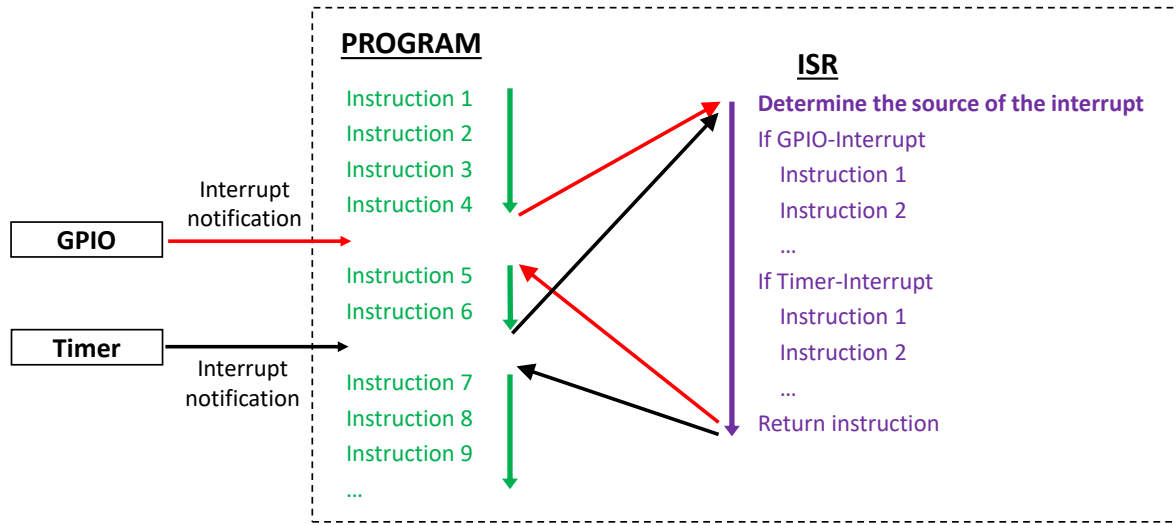 PROGRAM
Instruction 1
Instruction 2
Instruction 3
Instruction 4
Instruction 5
Instruction 6
Instruction 7
Instruction 8
Instruction 9
...
Interrupt
notification
GPIO
Timer
Interrupt
notification
ISR
Determine the source of the interrupt
If GPIO-Interrupt
Instruction 1
Instruction 2
...
If Timer-Interrupt
Instruction 1
Instruction 2
...
Return instruction